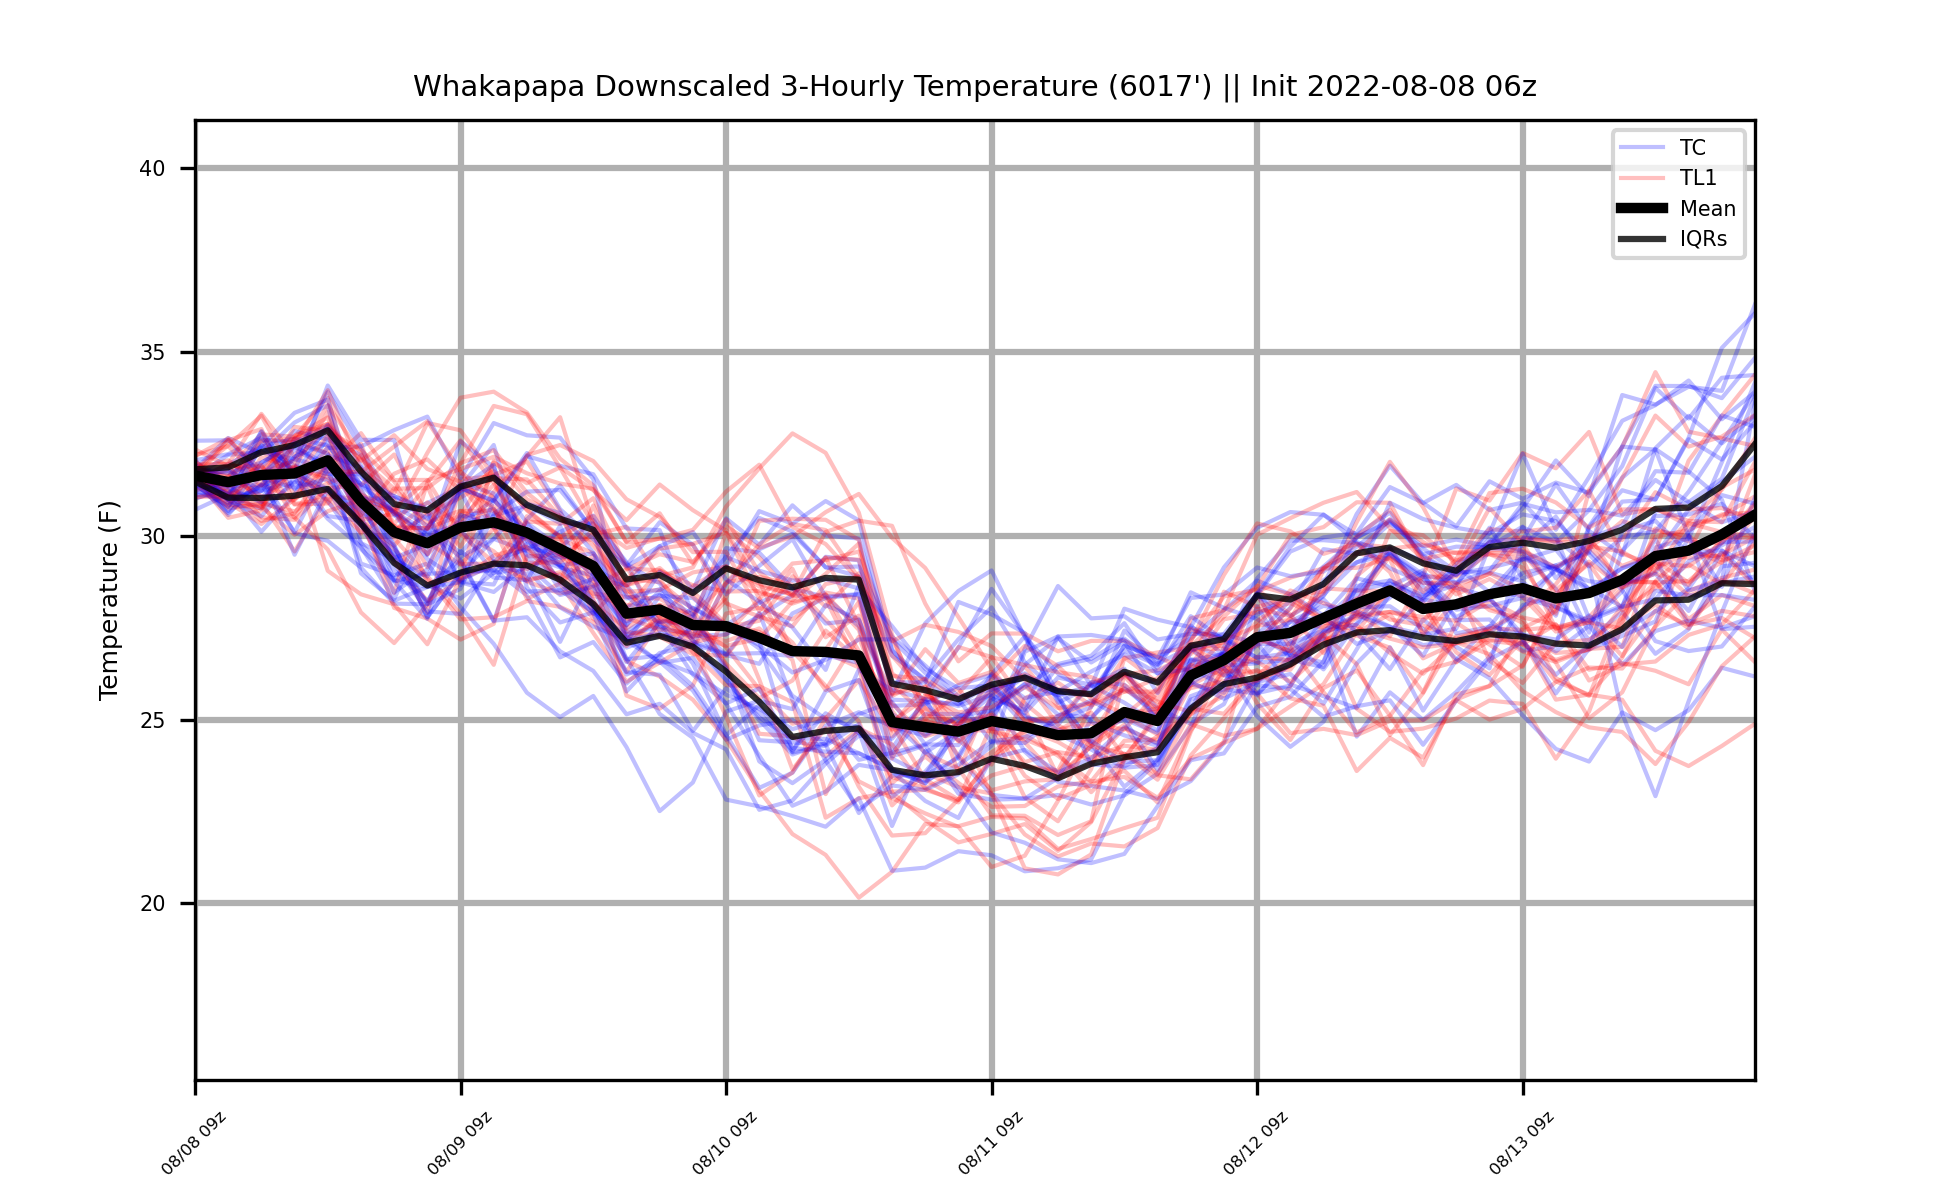 Whakapapa Downscaled 3-Hourly Temperature (6017') || Init 2022-08-08 06z
TC
TL1
Mean
IQRs
Temperature (F)
40
35
30
25
20
08/08 09z
08/09 09z
08/10 09z
08/11 09z
08/12 09z
08/13 09z